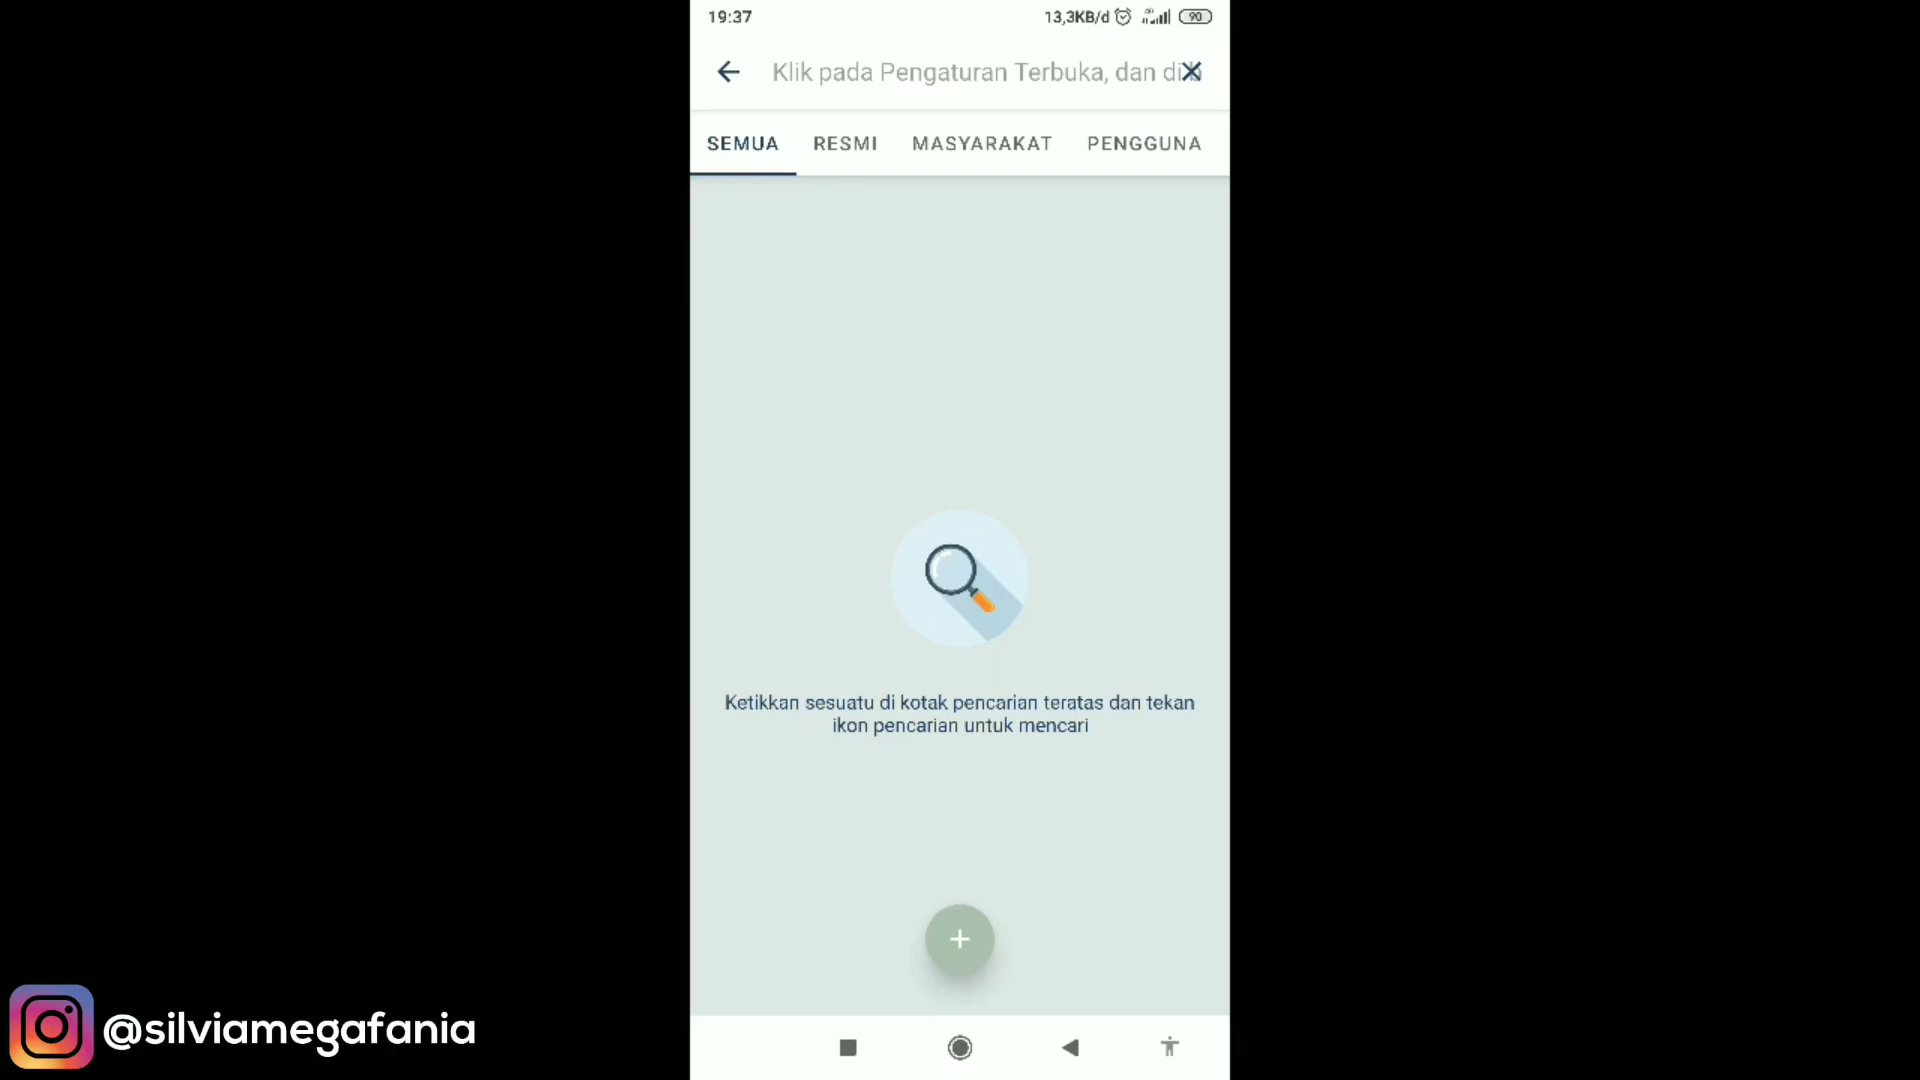 19:37
13,3KB/d
90
Klik pada Pengaturan Terbuka, dan di b
SEMUA RESMI MASYARAKAT PENGGUNA
Ketikkan sesuatu di kotak pencarian teratas dan tekan
ikon pencarian untuk mencari
@silviamegafania